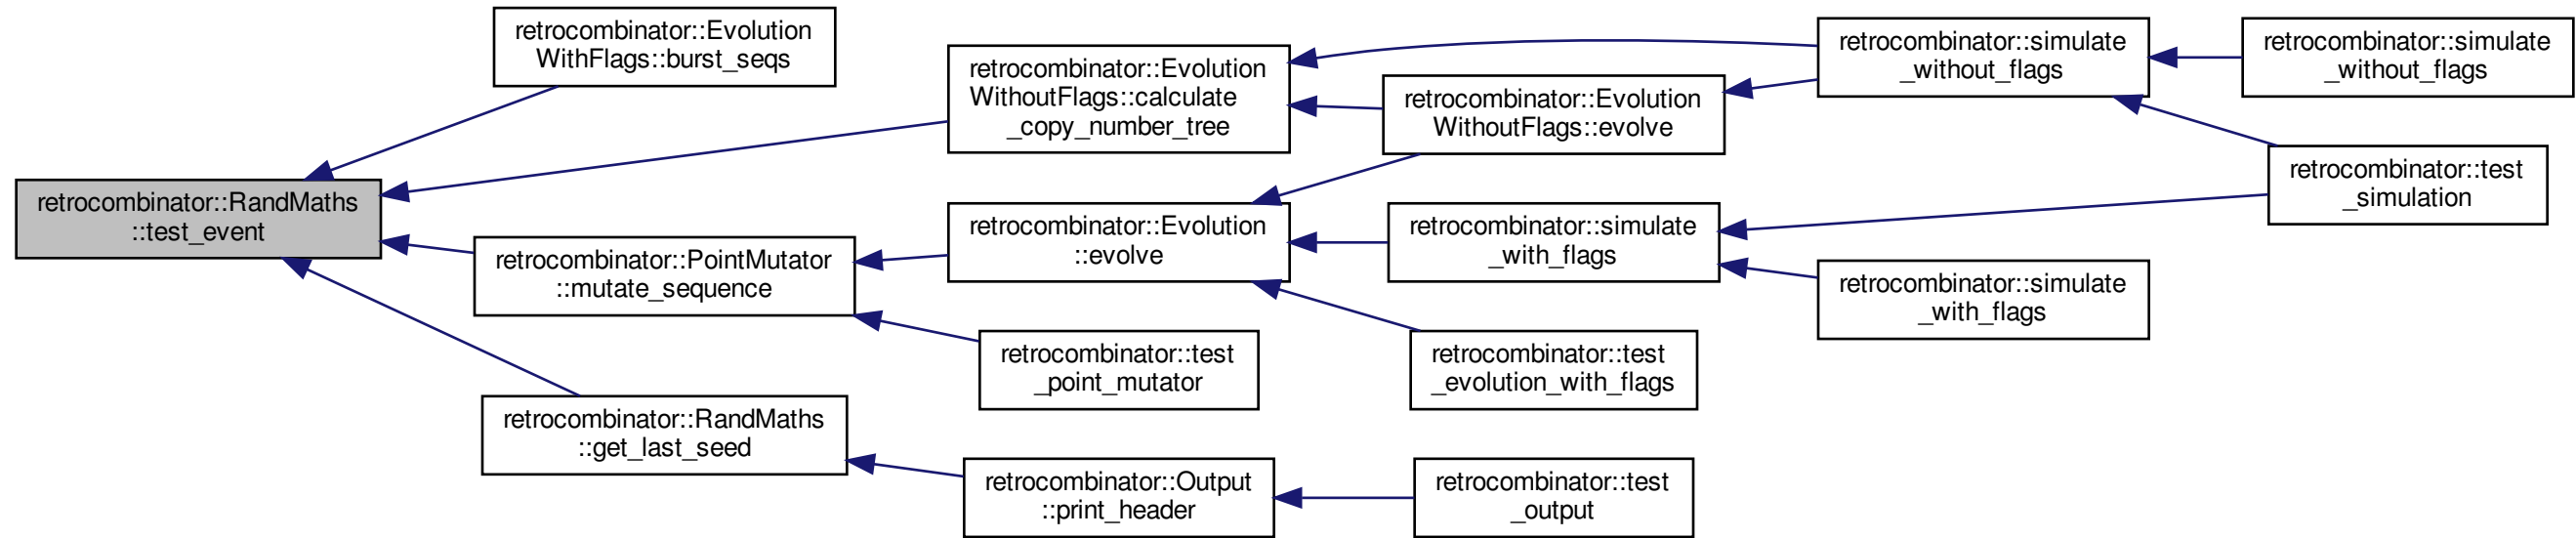 retrocombinator::RandMaths
::test_event
retrocombinator::Evolution
WithFlags::burst_seqs
retrocombinator::Evolution
WithoutFlags::calculate
_copy_number_tree
retrocombinator::PointMutator
::mutate_sequence
retrocombinator::RandMaths
::get_last_seed
retrocombinator::Evolution
WithoutFlags::evolve
retrocombinator::Evolution
::evolve
retrocombinator::test
_point_mutator
retrocombinator::Output
::print_header
retrocombinator::simulate
_without_flags
retrocombinator::simulate
_with_flags
retrocombinator::test
_evolution_with_flags
retrocombinator::test
_output
retrocombinator::simulate
_without_flags
retrocombinator::test
_simulation
retrocombinator::simulate
_with_flags